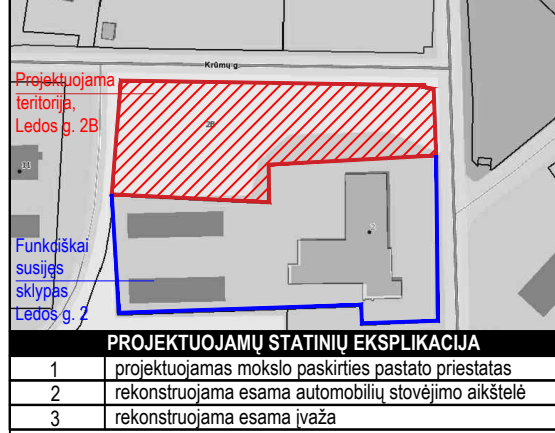 Krūmų g.
Projektuojama
teritorija,
Ledos g. 2B
2B
11
2
Funkciškai
susijęs
sklypas
Ledos g. 2
PROJEKTUOJAMŲ STATINIŲ EKSPLIKACIJA
1 projektuojamas mokslo paskirties pastato priestatas
2 rekonstruojama esama automobilių stovėjimo aikštelė
3 rekonstruojama esama įvaža